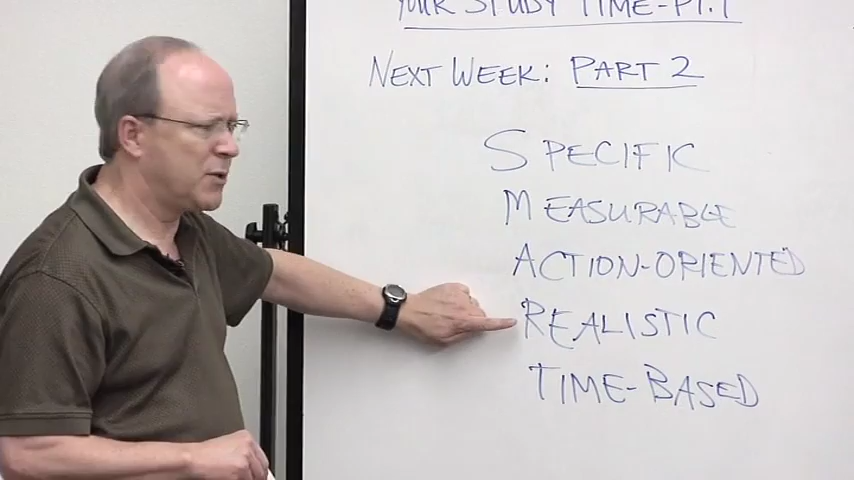 YOUR STUDY TIME-PT.1
NEXT WEEK: PART 2
SPECIFIC
MEASURABLE
ACTION-ORIENTED
REALISTIC
TIME-BASED